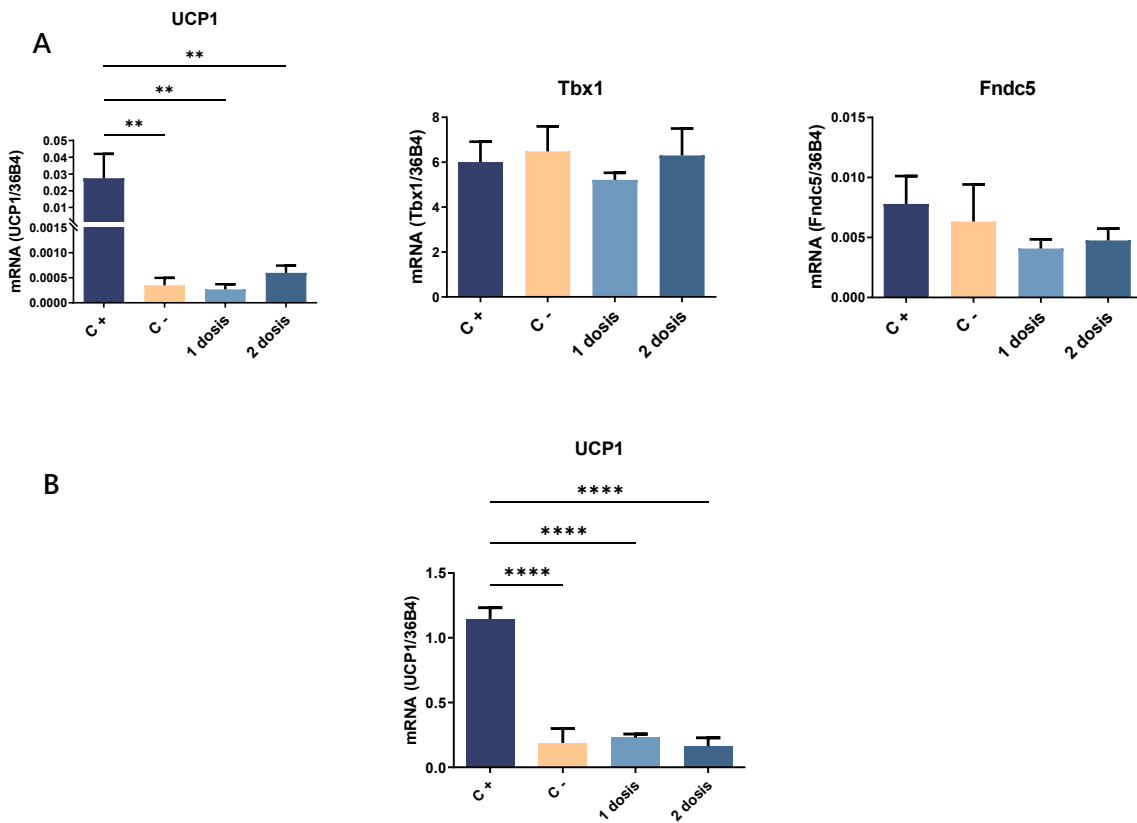 A
UCP1
**
**
**
mRNA (UCP1/36B4)
0.05
0.04
0.03
0.02
0.01
0.0015
0.0010
0.0005
0.0000
C +
C -
1 dosis
2 dosis
Tbx1
mRNA (Tbx1/36B4)
8
6
4
2
0
C +
C -
1 dosis
2 dosis
Fndc5
mRNA (Fndc5/36B4)
0.015
0.010
0.005
0.000
C +
C -
1 dosis
2 dosis
B
UCP1
****
****
****
mRNA (UCP1/36B4)
1.5
1.0
0.5
0.0
C +
C -
1 dosis
2 dosis